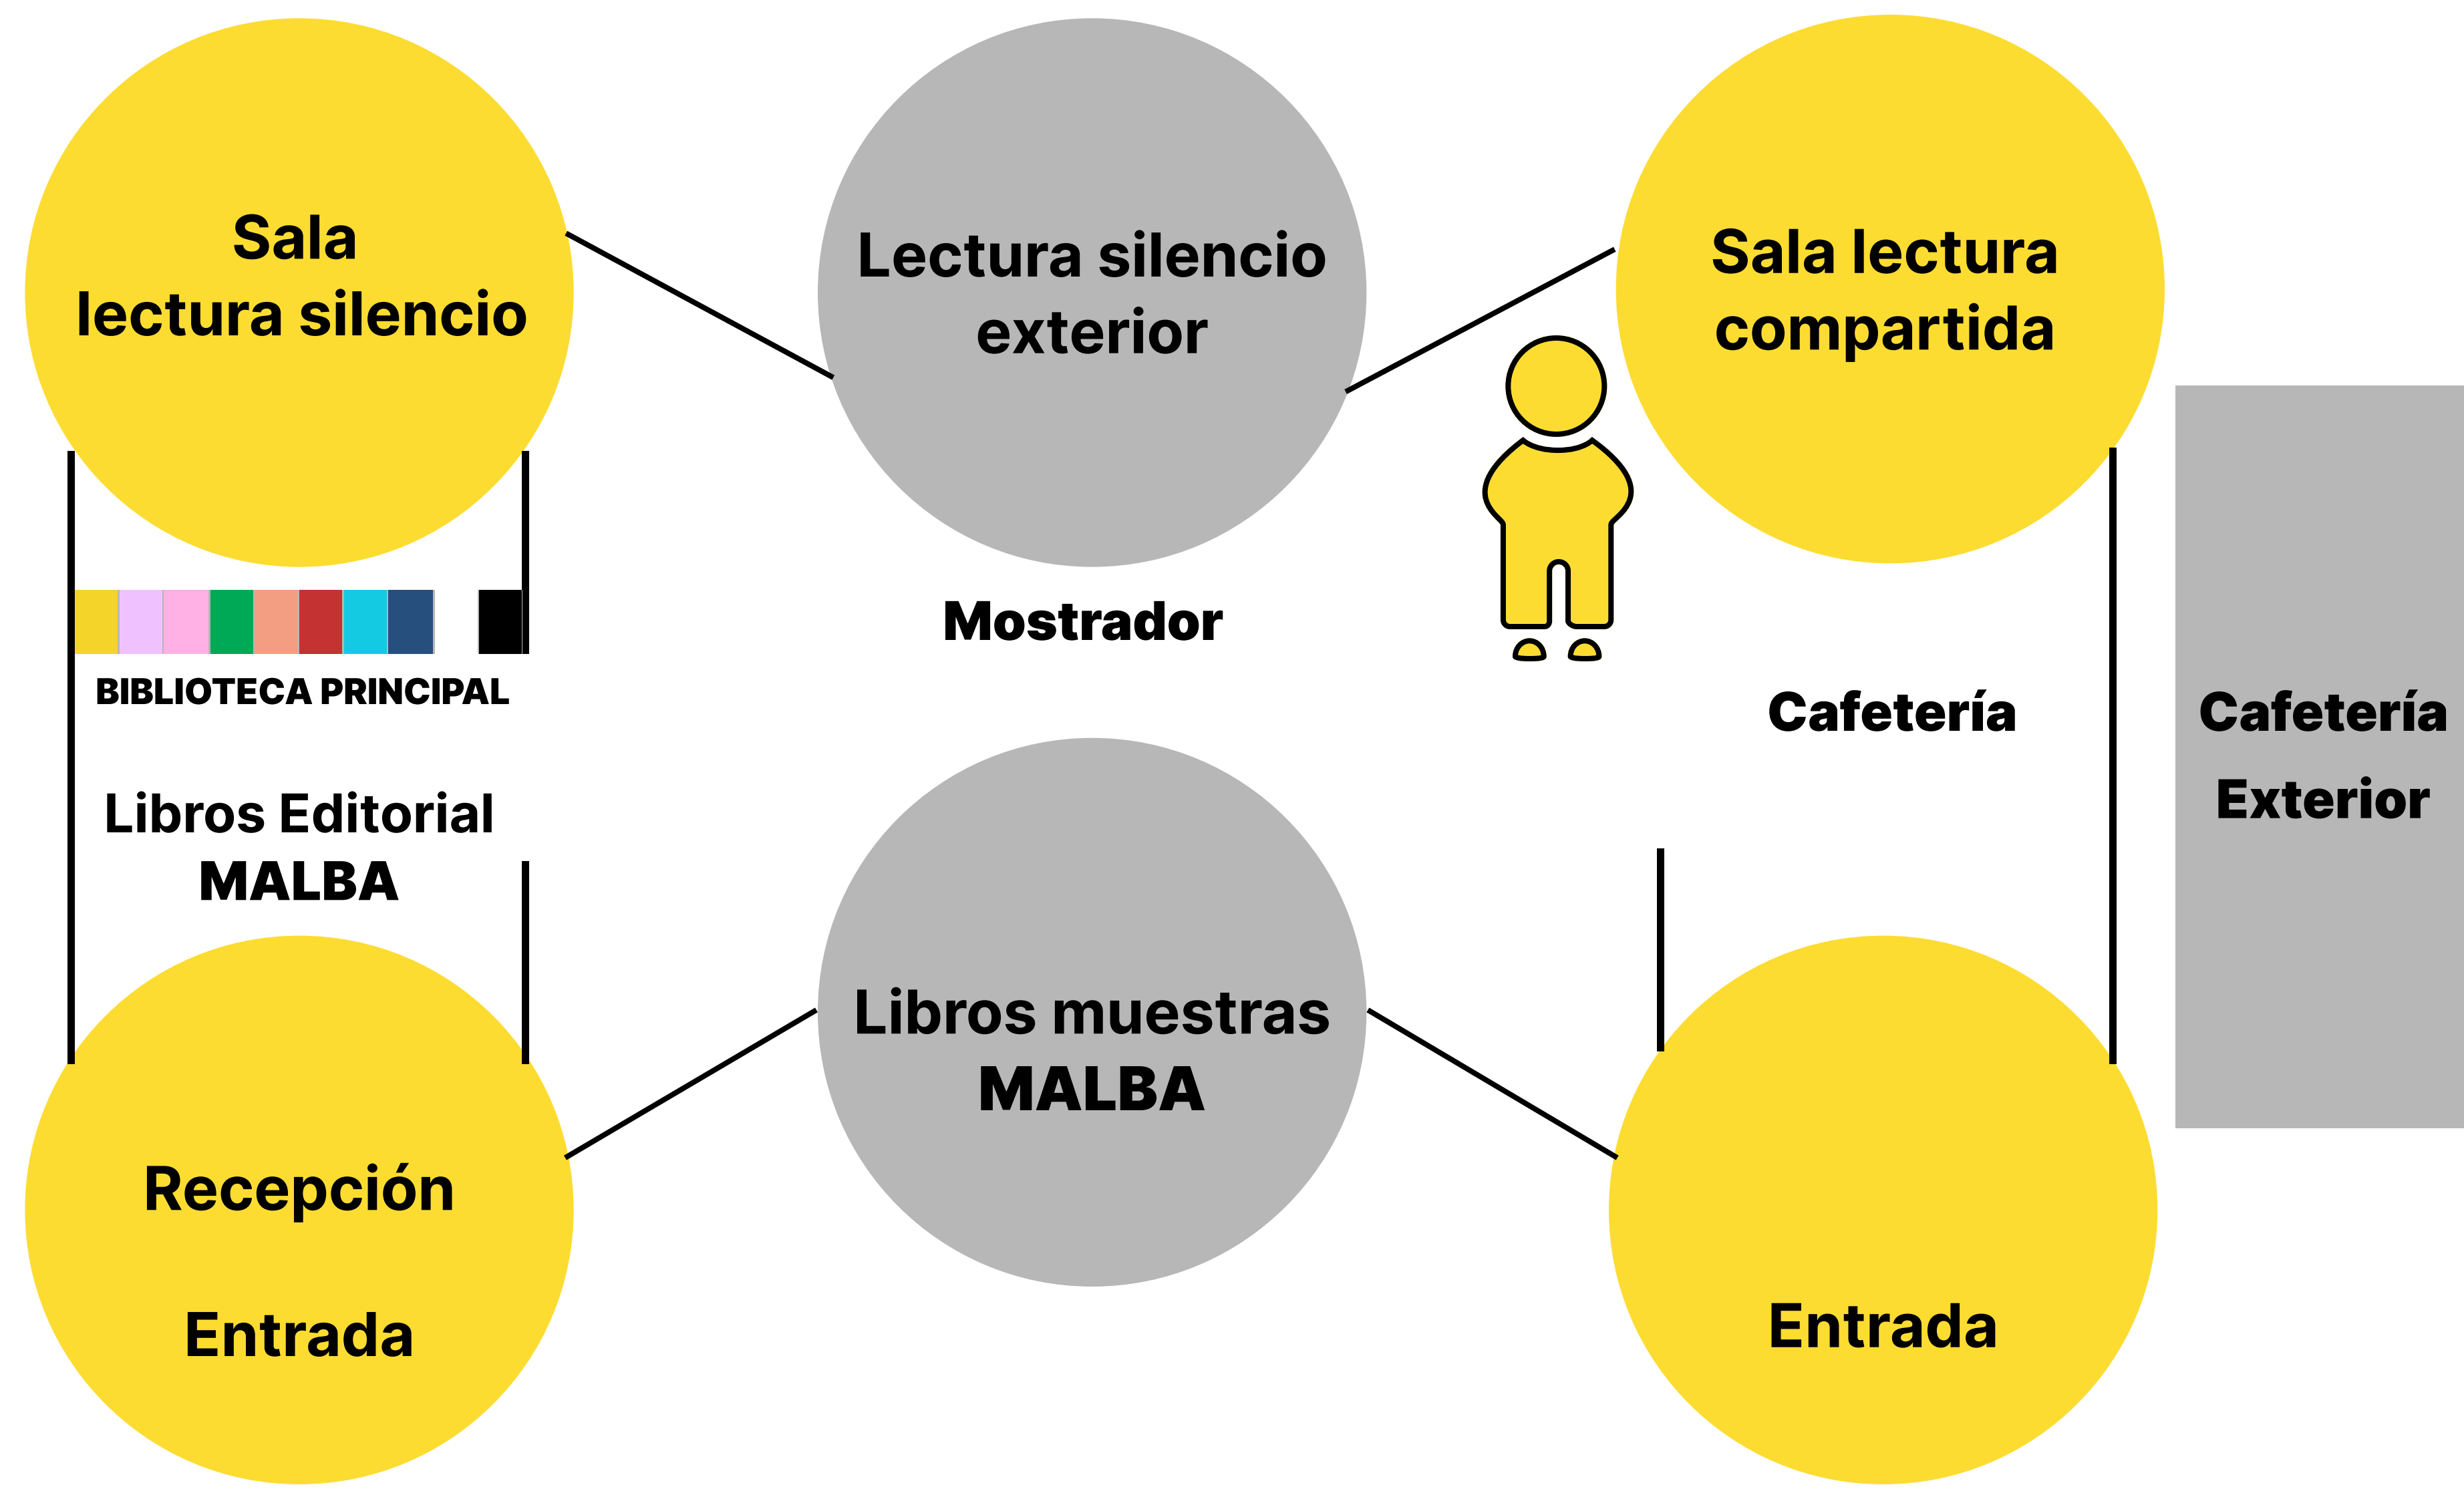 Sala
lectura silencio
Lectura silencio
exterior
Sala lectura
compartida
BIBLIOTECA PRINCIPAL
Libros Editorial
MALBA
Mostrador
Cafetería
Cafetería
Exterior
Libros muestras
MALBA
Recepción
Entrada
Entrada